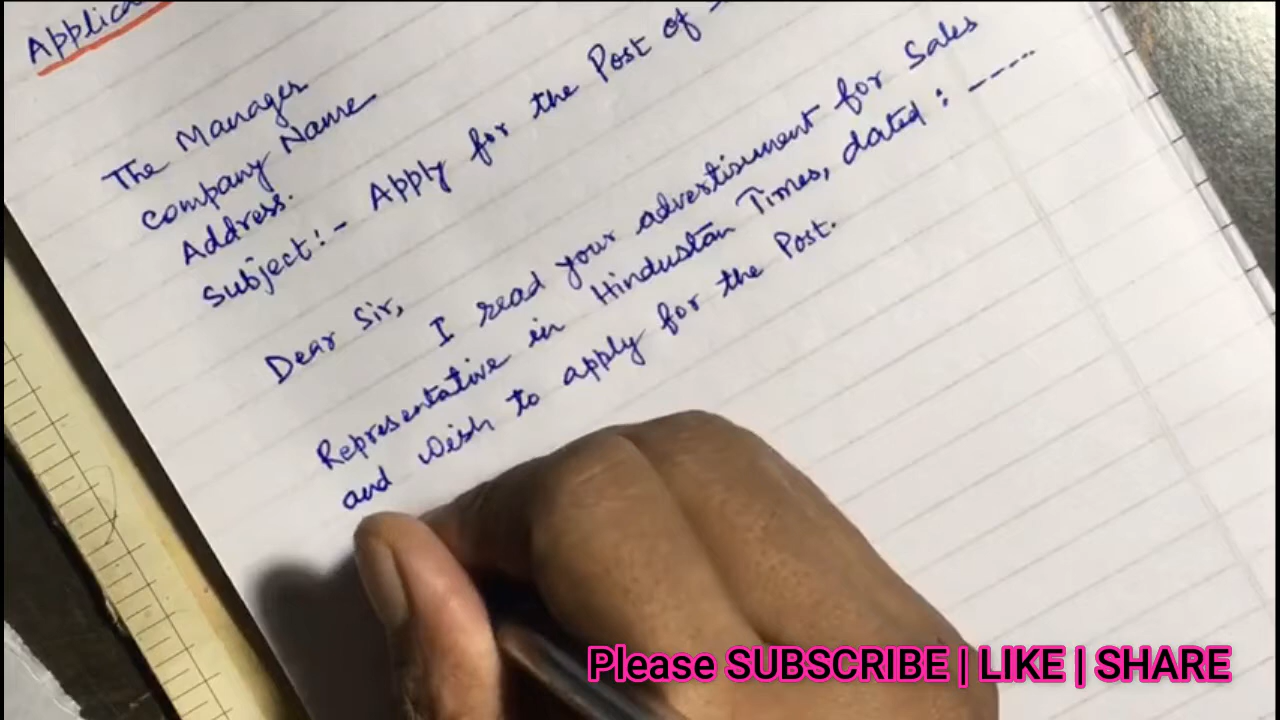 The Manager
Company Name
Address.
Subject:- Apply for the Post of
Dear Sir,
I read your advertisement for Sales
Representative in Hindustan Times, dated : -----
and wish to apply for the Post.
Please SUBSCRIBE | LIKE | SHARE